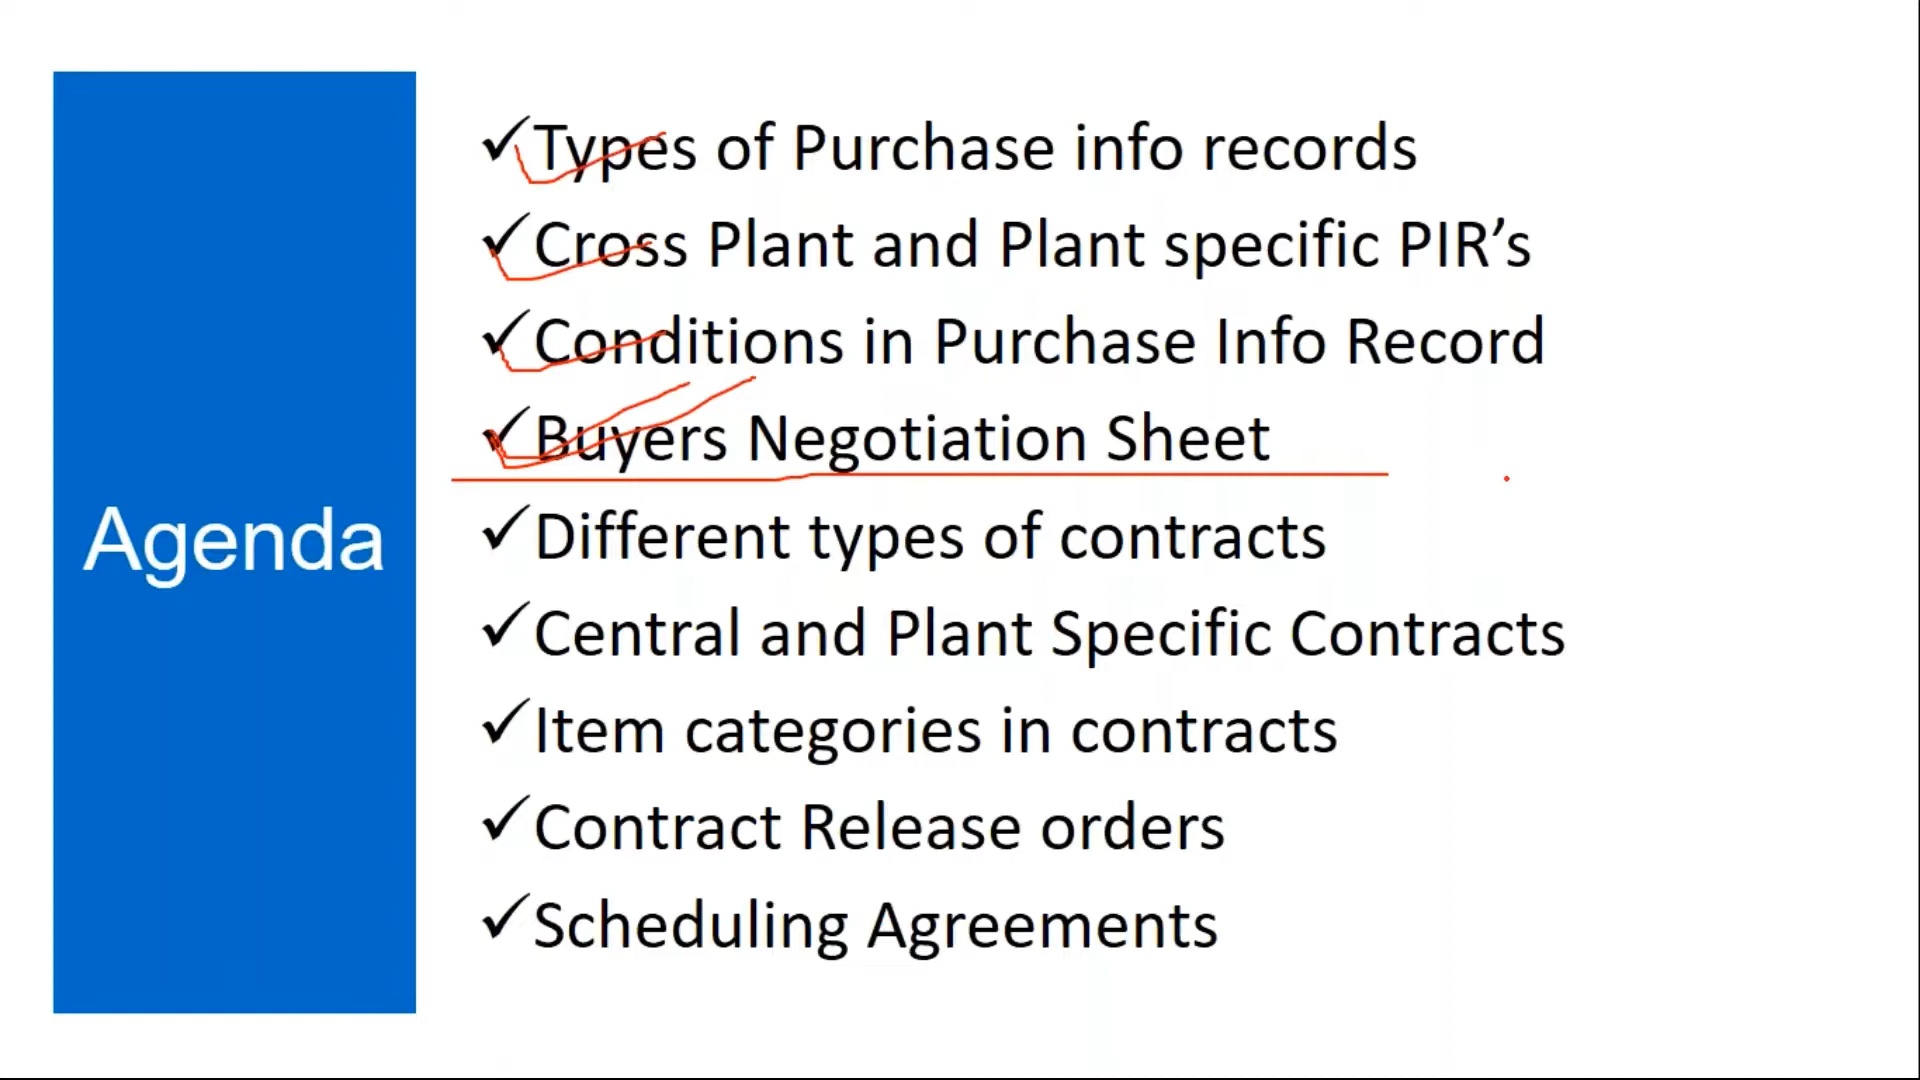 Agenda
Types of Purchase info records
Cross Plant and Plant specific PIR’s
Conditions in Purchase Info Record
Buyers Negotiation Sheet
Different types of contracts
Central and Plant Specific Contracts
Item categories in contracts
Contract Release orders
Scheduling Agreements